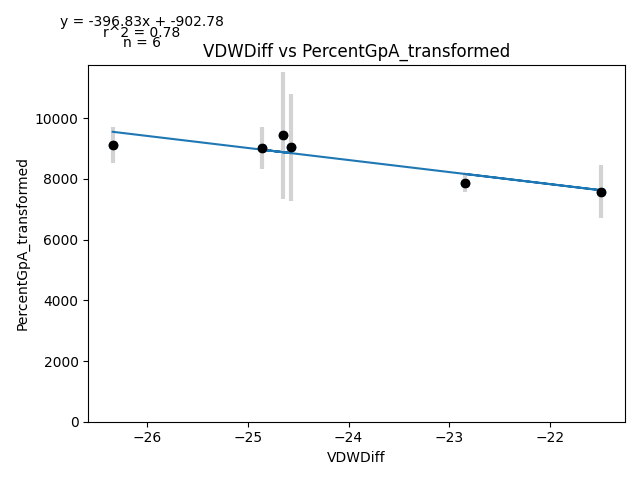 y = -396.83x + -902.78
r^2 = 0.78
n = 6
VDWDiff vs PercentGpA_transformed
PercentGpA_transformed
10000
8000
6000
4000
2000
0
−26
−25
−24
−23
−22
VDWDiff